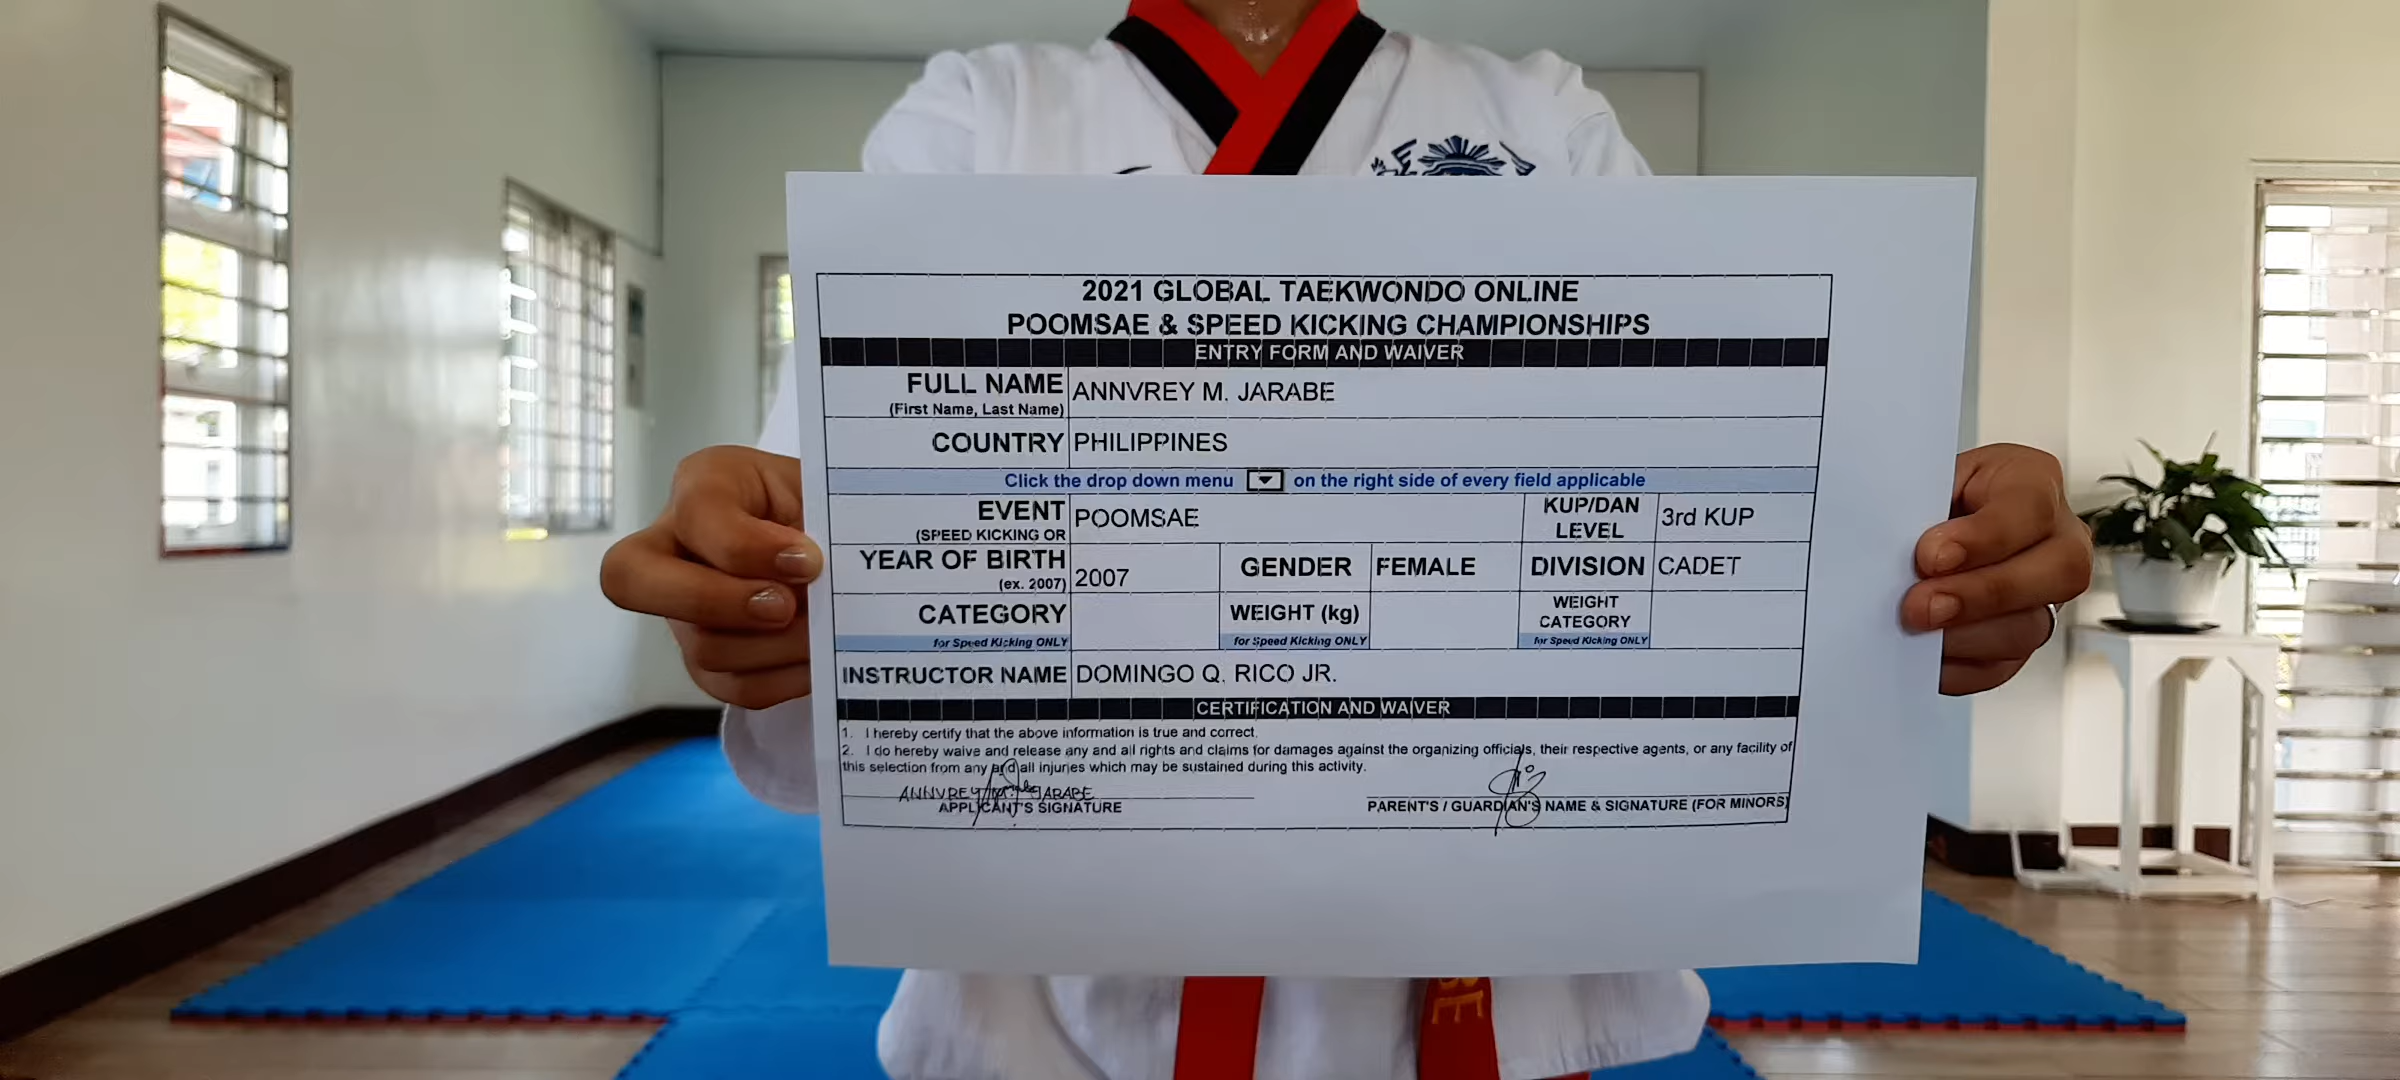 2021 GLOBAL TAEKWONDO ONLINE
POOMSAE & SPEED KICKING CHAMPIONSHIPS
ENTRY FORM AND WAIVER
FULL NAME ANNVREY M. JARABE
(First Name, Last Name)
COUNTRY PHILIPPINES
Click the drop down menu on the right side of every field applicable
EVENT POOMSAE KUP/DAN LEVEL 3rd KUP
(SPEED KICKING OR
YEAR OF BIRTH 2007 GENDER FEMALE DIVISION CADET
(ex. 2007)
CATEGORY WEIGHT (kg) WEIGHT CATEGORY
for Speed Kicking ONLY for Speed Kicking ONLY for Speed Kicking ONLY
INSTRUCTOR NAME DOMINGO Q. RICO JR.
CERTIFICATION AND WAIVER
1. I hereby certify that the above information is true and correct.
2. I do hereby waive and release any and all rights and claims for damages against the organizing officials, their respective agents, or any facility of
this selection from any and all injuries which may be sustained during this activity.
ANNVREY M. JARABE
APPLICANT'S SIGNATURE PARENT'S / GUARDIAN'S NAME & SIGNATURE (FOR MINORS)